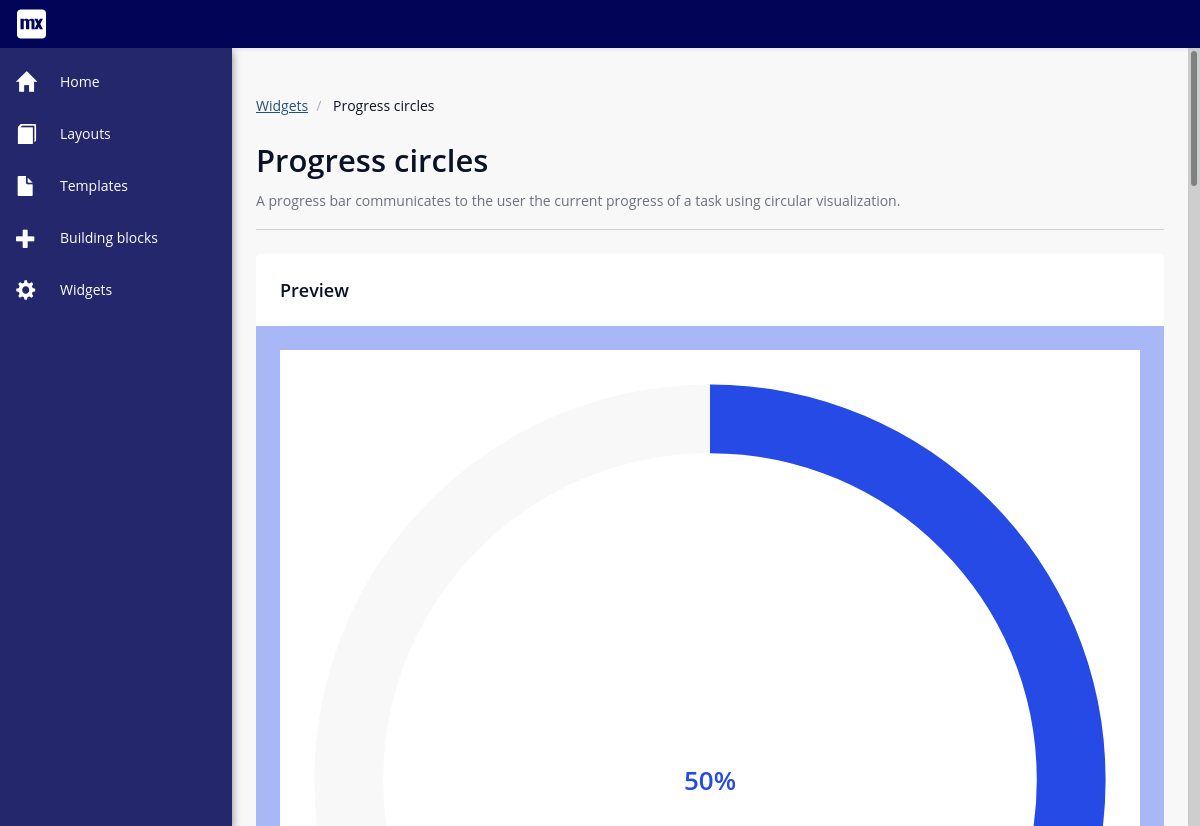 mx
Home
Layouts
Templates
Building blocks
Widgets
Widgets / Progress circles
Progress circles
A progress bar communicates to the user the current progress of a task using circular visualization.
Preview
50%